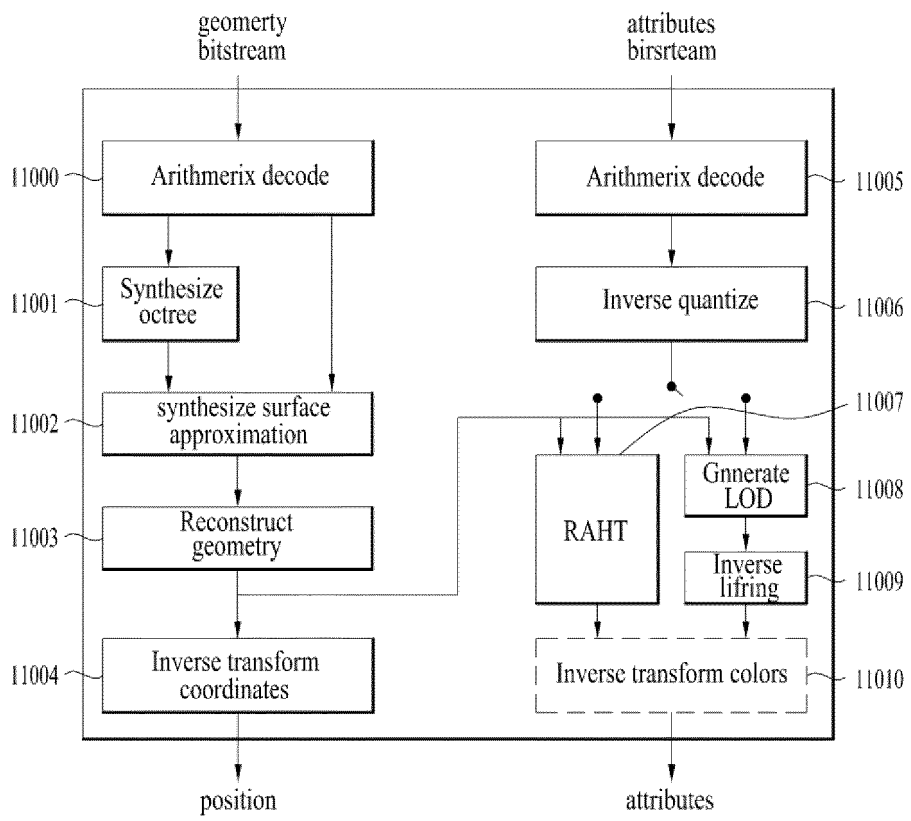 geomerty
bitstream
attributes
birsrteam
11000
Arithmerix decode
Arithmerix decode
11005
11001
Synthesize
octree
Inverse quantize
11006
11002
synthesize surface
approximation
11007
Gnnerate
LOD
11008
11003
Reconstruct
geometry
RAHT
Inverse
lifring
11009
11004
Inverse transform
coordinates
Inverse transform colors
11010
position
attributes